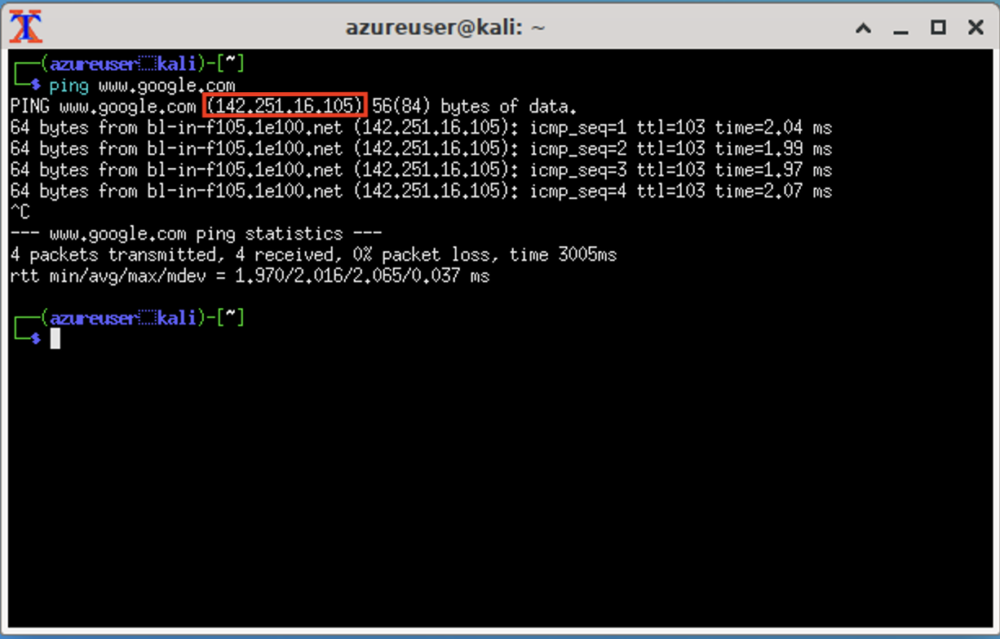 azureuser@kali: ~
┌──(azureuser㉿kali)-[~]
└─$ ping www.google.com
PING www.google.com (142.251.16.105) 56(84) bytes of data.
64 bytes from bl-in-f105.1e100.net (142.251.16.105): icmp_seq=1 ttl=103 time=2.04 ms
64 bytes from bl-in-f105.1e100.net (142.251.16.105): icmp_seq=2 ttl=103 time=1.99 ms
64 bytes from bl-in-f105.1e100.net (142.251.16.105): icmp_seq=3 ttl=103 time=1.97 ms
64 bytes from bl-in-f105.1e100.net (142.251.16.105): icmp_seq=4 ttl=103 time=2.07 ms
^C
--- www.google.com ping statistics ---
4 packets transmitted, 4 received, 0% packet loss, time 3005ms
rtt min/avg/max/mdev = 1.970/2.016/2.065/0.037 ms
┌──(azureuser㉿kali)-[~]
└─$